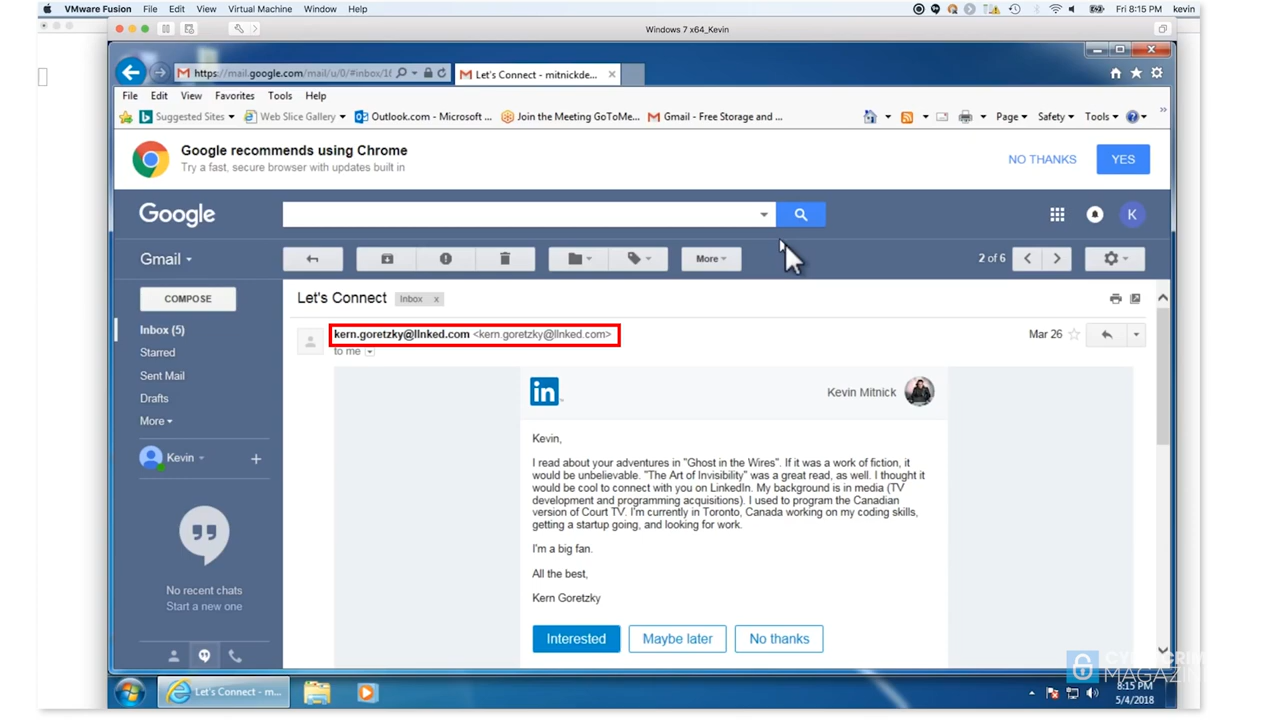 VMware Fusion File Edit View Virtual Machine Window Help Fri 8:15 PM kevin
Windows 7 x64_Kevin
https://mail.google.com/mail/u/0/#inbox/16 Let's Connect - mitnickde...
File Edit View Favorites Tools Help
Suggested Sites Web Slice Gallery Outlook.com - Microsoft ... Join the Meeting GoToMe... Gmail - Free Storage and ... Page Safety Tools
Google recommends using Chrome
Try a fast, secure browser with updates built in
NO THANKS YES
Google K
Gmail More 2 of 6
COMPOSE
Let's Connect Inbox x
Inbox (5)
Starred
Sent Mail
Drafts
More
Kevin
No recent chats
Start a new one
kern.goretzky@llnked.com <kern.goretzky@llnked.com> Mar 26
to me
in Kevin Mitnick
Kevin,
I read about your adventures in "Ghost in the Wires". If it was a work of fiction, it
would be unbelievable. "The Art of Invisibility" was a great read, as well. I thought it
would be cool to connect with you on LinkedIn. My background is in media (TV
development and programming acquisitions). I used to program the Canadian
version of Court TV. I'm currently in Toronto, Canada working on my coding skills,
getting a startup going, and looking for work.
I'm a big fan.
All the best,
Kern Goretzky
Interested Maybe later No thanks
Let's Connect - m...
8:15 PM
5/4/2018